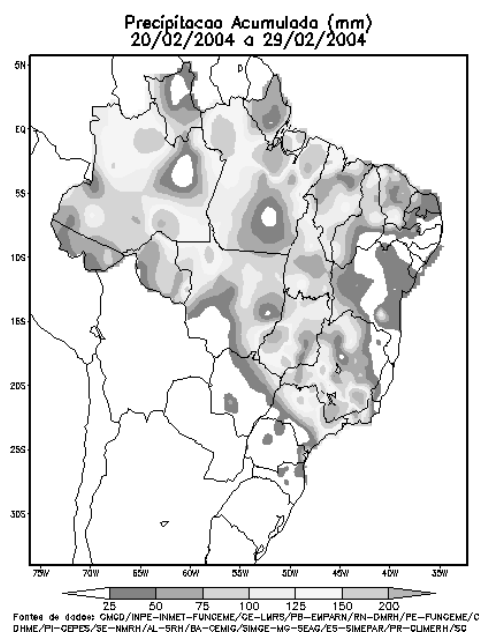 Precipitacao Acumulada (mm)
20/02/2004 a 29/02/2004
5N
EQ
5S
10S
15S
20S
25S
30S
75W 70W 65W 60W 55W 50W 45W 40W 35W
25 50 75 100 150 200
Fontes de dados: CMCD/INPE-INMET-FUNCEME/CE-LMRS/PB-EMPARN/RN-DMRH/PE-FUNCEME/C
DHME/PI-CEPES/SE-NMRH/AL-SRH/BA-CEMIG/SIMGE-MG-SEAG/ES-SIMEPAR/PR-CLIMERH/SC